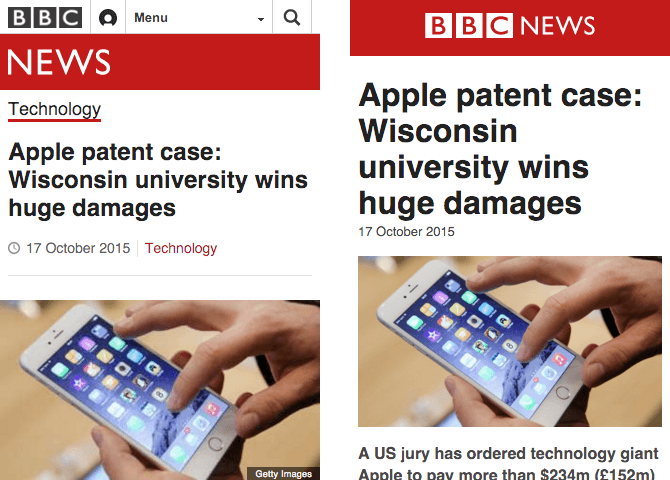 BBC
Menu
NEWS
Technology
Apple patent case:
Wisconsin university wins
huge damages
17 October 2015
Technology
Getty Images
BBC NEWS
Apple patent case:
Wisconsin
university wins
huge damages
17 October 2015
A US jury has ordered technology giant
Apple to pay more than $234m (£152m)